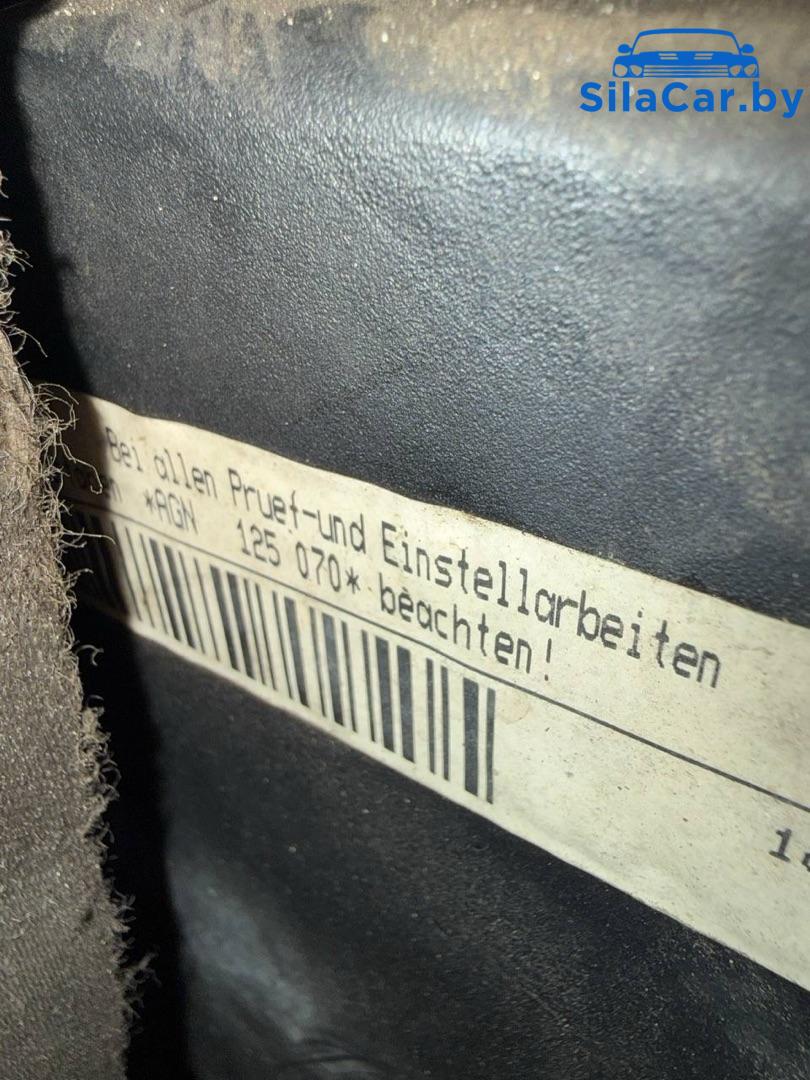 SilaCar.by
Bei allen Pruef-und Einstellarbeiten
*AGN 125 070* beachten!